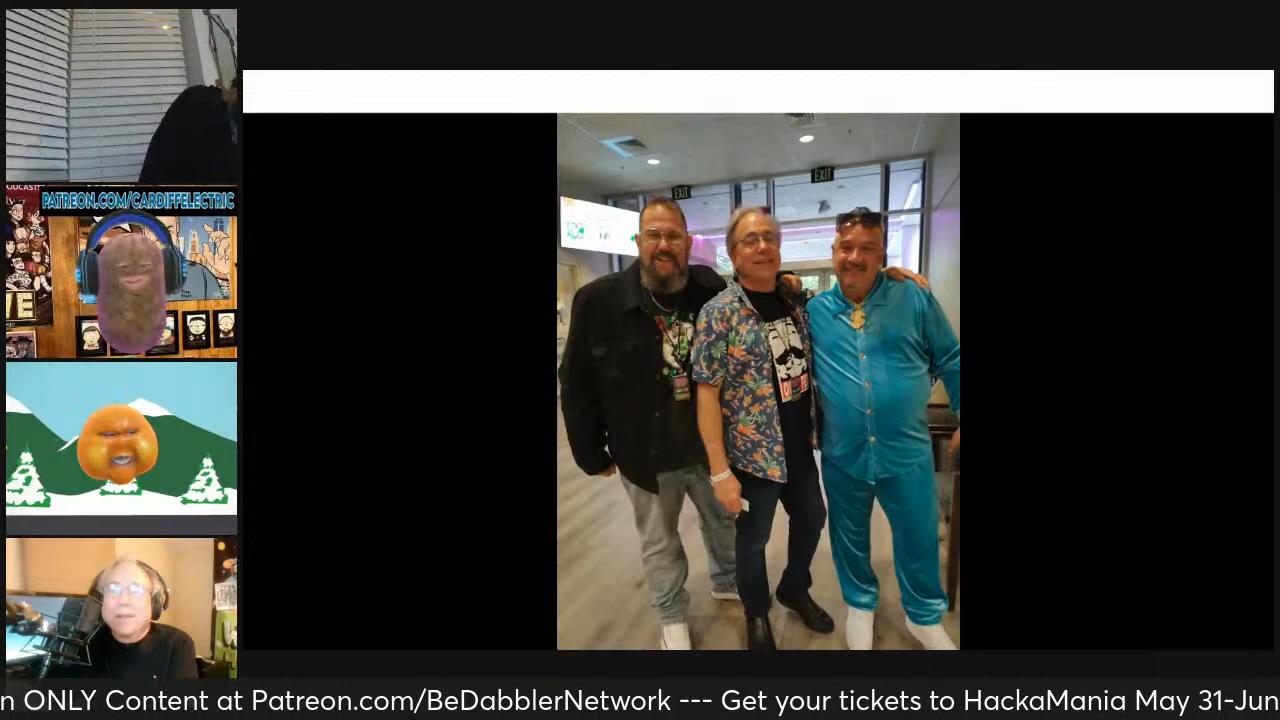 PODCAST
PATREON.COM/CARDIFFELECTRIC
EXIT
EXIT
n ONLY Content at Patreon.com/BeDabblerNetwork --- Get your tickets to HackaMania May 31-Jun